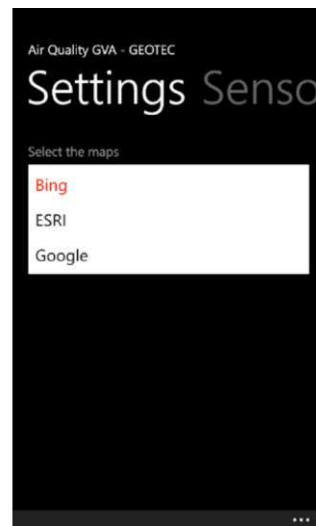 Air Quality GVA - GEOTEC
Settings Senso
Select the maps
Bing
ESRI
Google